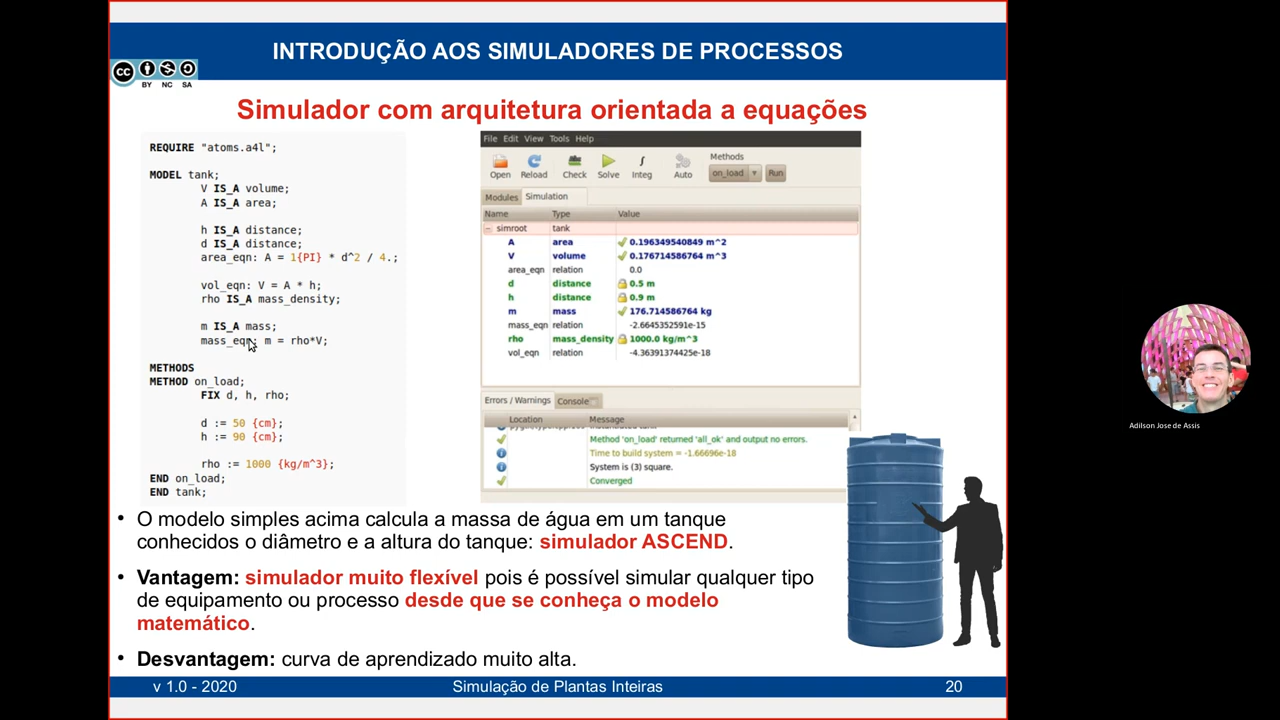 INTRODUÇÃO AOS SIMULADORES DE PROCESSOS
CC BY NC SA
Simulador com arquitetura orientada a equações
REQUIRE "atoms.a4l";
MODEL tank;
V IS_A volume;
A IS_A area;
h IS_A distance;
d IS_A distance;
area_eqn: A = 1{PI} * d^2 / 4.;
vol_eqn: V = A * h;
rho IS_A mass_density;
m IS_A mass;
mass_eqn: m = rho*V;
METHODS
METHOD on_load;
FIX d, h, rho;
d := 50 {cm};
h := 90 {cm};
rho := 1000 {kg/m^3};
END on_load;
END tank;
File Edit View Tools Help
Open Reload Check Solve Integ Auto Methods on_load Run
Modules Simulation
Name Type Value
simroot tank
A area 0.196349540849 m^2
V volume 0.176714586764 m^3
area_eqn relation 0.0
d distance 0.5 m
h distance 0.9 m
m mass 176.714586764 kg
mass_eqn relation -2.6645352591e-15
rho mass_density 1000.0 kg/m^3
vol_eqn relation -4.36391374425e-18
Errors / Warnings Console
Location Message
Method 'on_load' returned 'all_ok' and output no errors.
Time to build system = -1.66696e-18
System is (3) square.
Converged
• O modelo simples acima calcula a massa de água em um tanque
conhecidos o diâmetro e a altura do tanque: simulador ASCEND.
• Vantagem: simulador muito flexível pois é possível simular qualquer tipo
de equipamento ou processo desde que se conheça o modelo
matemático.
• Desvantagem: curva de aprendizado muito alta.
v 1.0 - 2020 Simulação de Plantas Inteiras 20
Adilson Jose de Assis